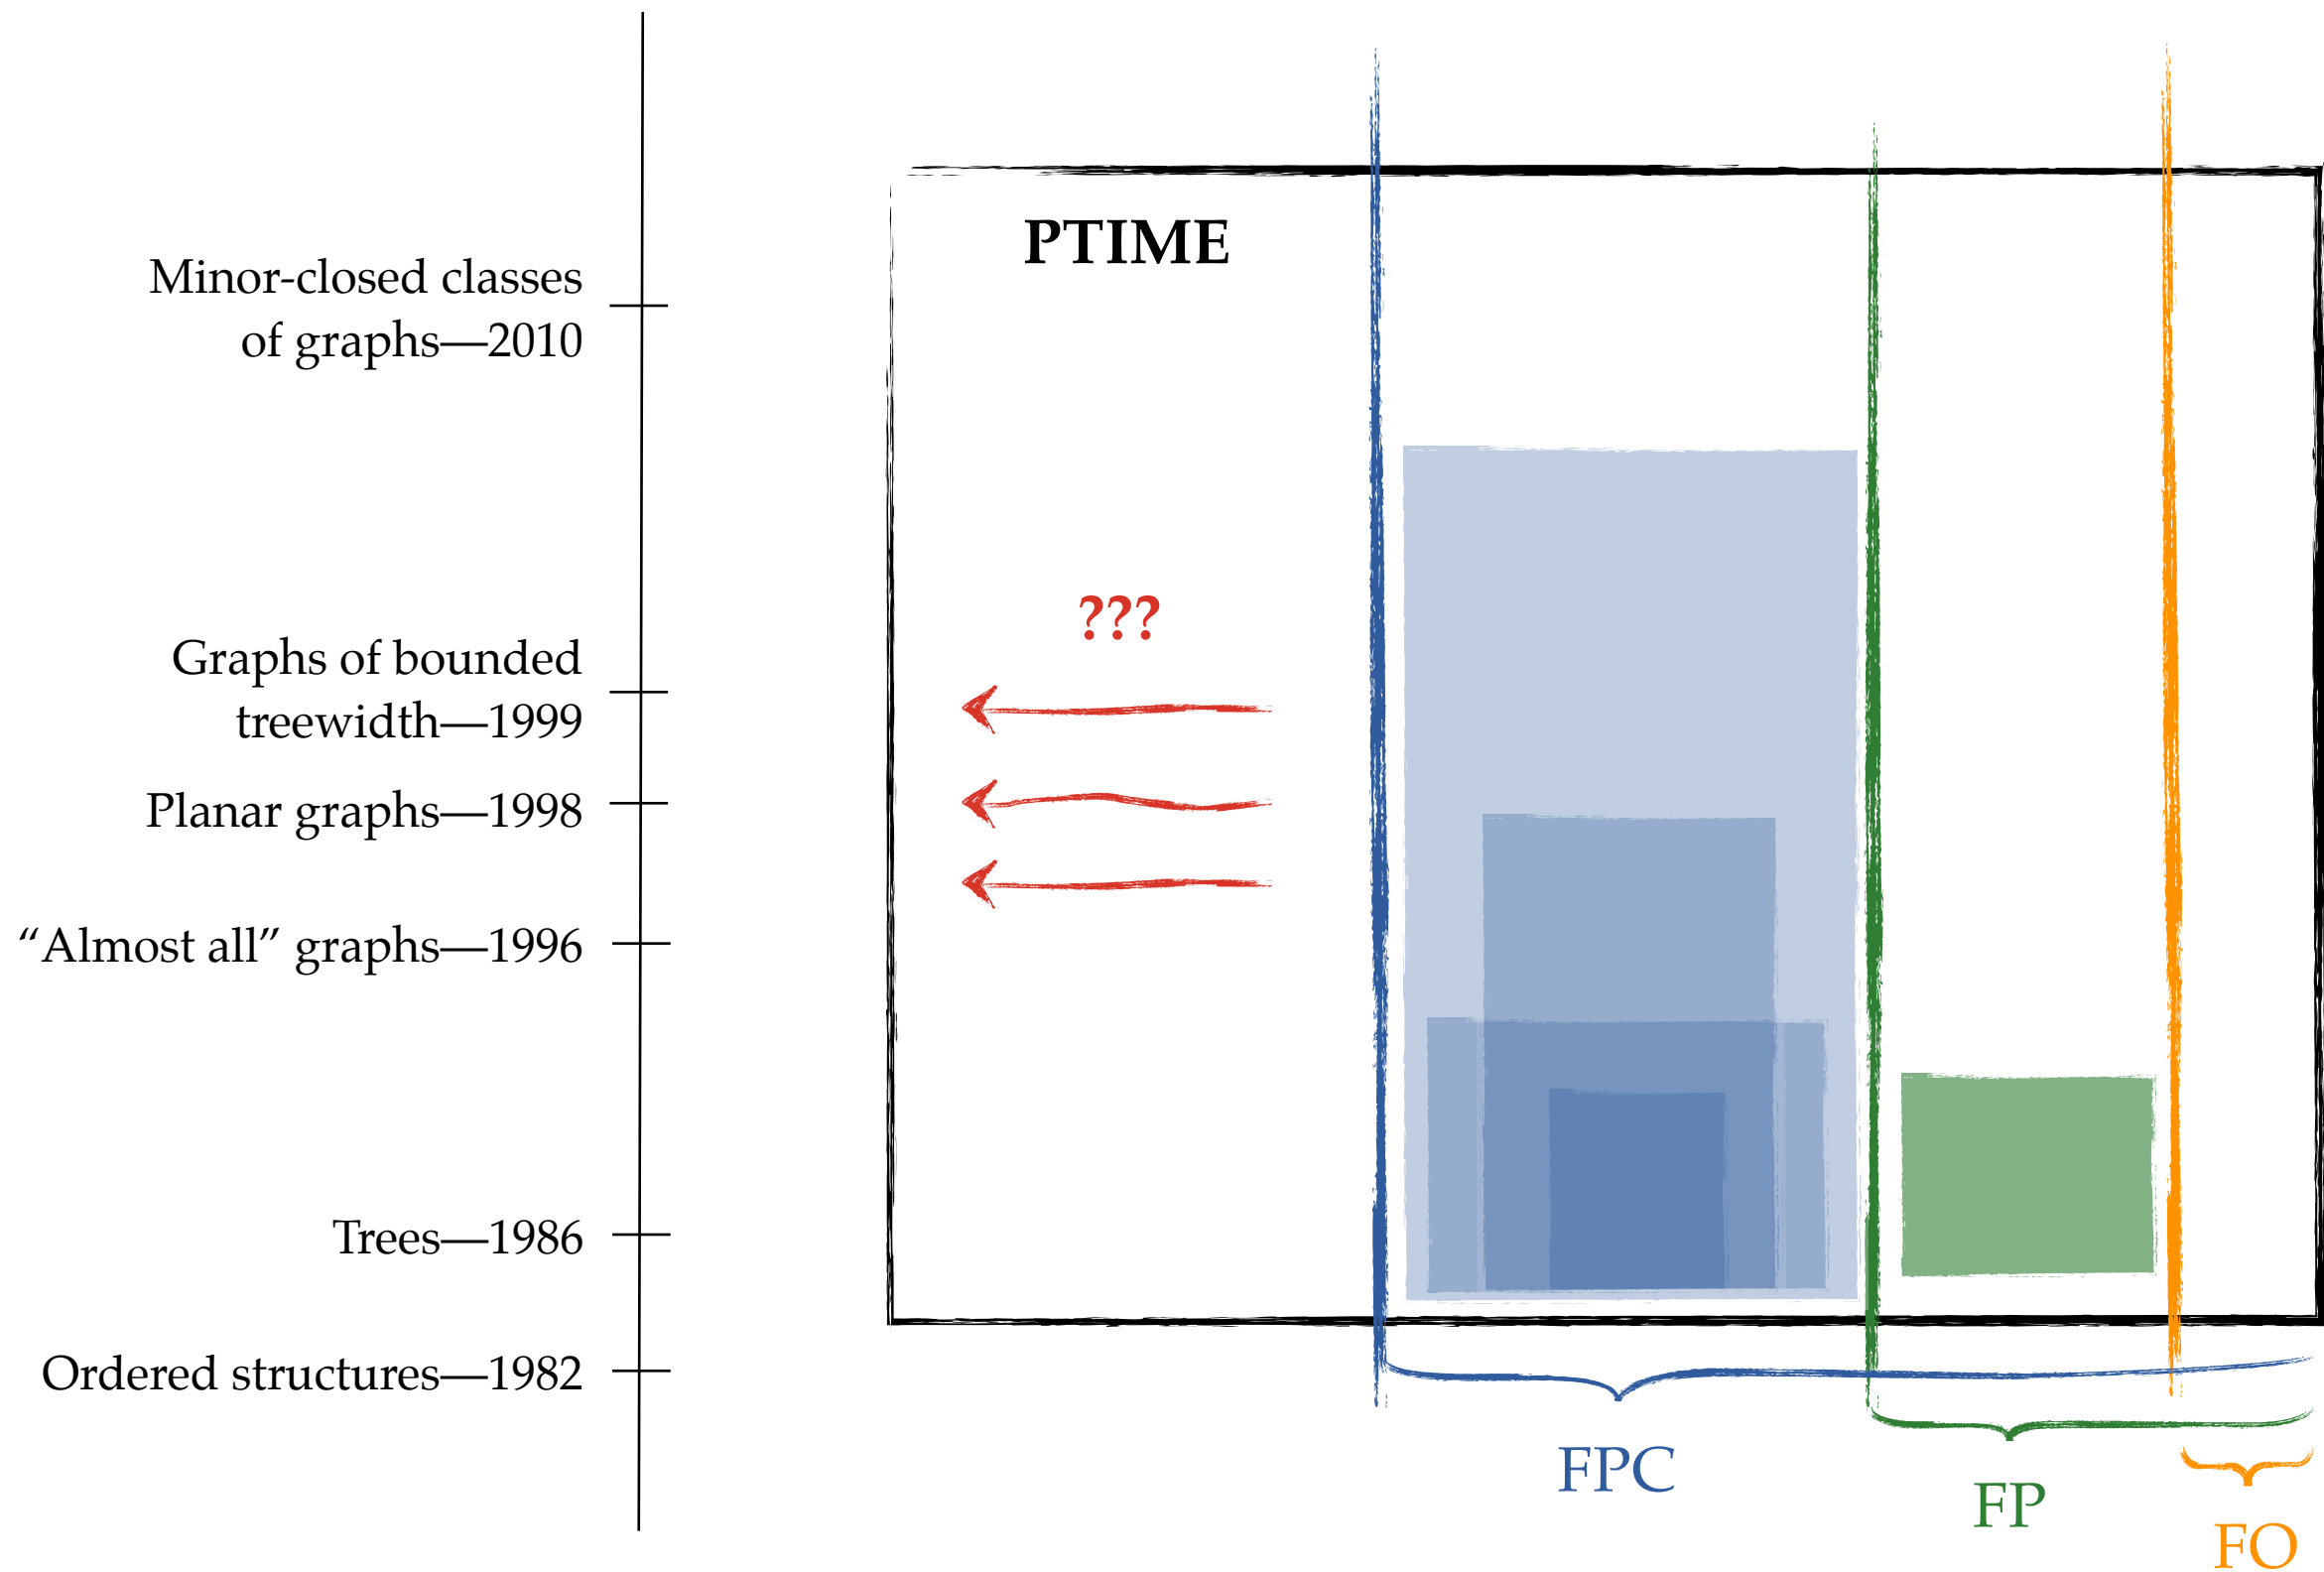 PTIME
Minor-closed classes
of graphs—2010
???
Graphs of bounded
treewidth—1999
Planar graphs—1998
“Almost all” graphs—1996
Trees—1986
Ordered structures—1982
FPC
FP
FO